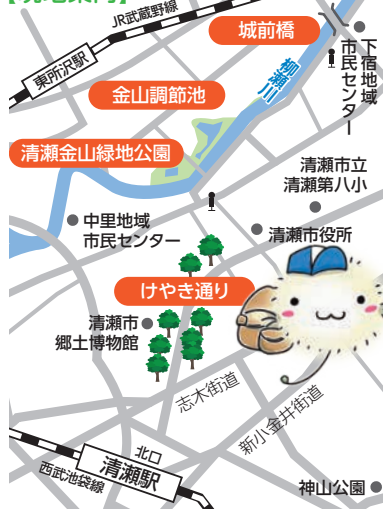 JR武蔵野線
東所沢駅
城前橋
下宿地域
市民センター
金山調節池
柳瀬川
清瀬金山緑地公園
清瀬市立
清瀬第八小
中里地域
市民センター
清瀬市役所
けやき通り
清瀬市
郷土博物館
志木街道
新小金井街道
北口
清瀬駅
西武池袋線
神山公園